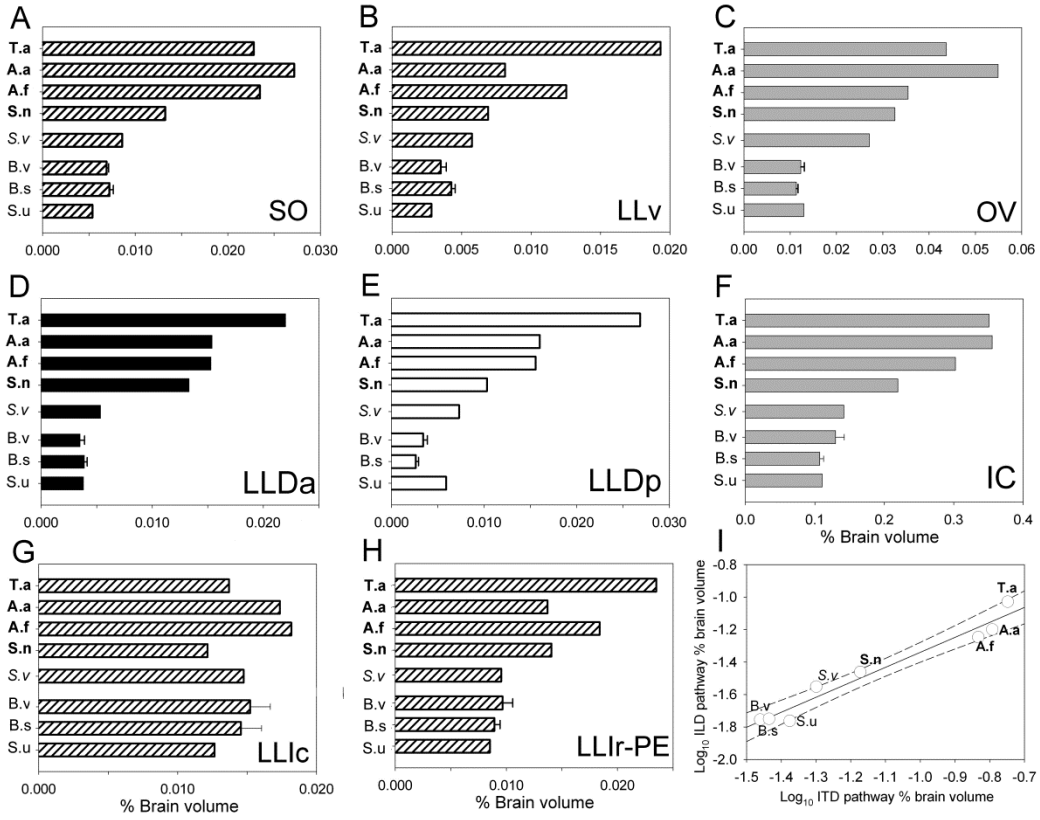 A
T.a
A.a
A.f
S.n
S.v
B.v
B.s
S.u
SO
0.000 0.010 0.020 0.030
B
LLv
0.000 0.005 0.010 0.015 0.020
C
T.a
A.a
A.f
S.n
S.v
B.v
B.s
S.u
OV
0.00 0.01 0.02 0.03 0.04 0.05 0.06
D
T.a
A.a
A.f
S.n
S.v
B.v
B.s
S.u
LLDa
0.000 0.010 0.020
E
T.a
A.a
A.f
S.n
S.v
B.v
B.s
S.u
LLDp
0.000 0.010 0.020 0.030
F
T.a
A.a
A.f
S.n
S.v
B.v
B.s
S.u
IC
0.0 0.1 0.2 0.3 0.4
% Brain volume
G
T.a
A.a
A.f
S.n
S.v
B.v
B.s
S.u
LLIc
0.000 0.010 0.020
% Brain volume
H
T.a
A.a
A.f
S.n
S.v
B.v
B.s
S.u
LLIr-PE
0.000 0.010 0.020
% Brain volume
I
Log10 ILD pathway % brain volume
-0.8
-1.0
-1.2
-1.4
-1.6
-1.8
-2.0
T.a
A.a
A.f
S.n
S.v
B.v
B.s
S.u
-1.5 -1.4 -1.3 -1.2 -1.1 -1.0 -0.9 -0.8 -0.7
Log10 ITD pathway % brain volume